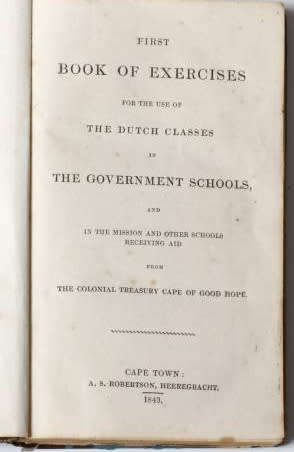 FIRST
BOOK OF EXERCISES
FOR THE USE OF
THE DUTCH CLASSES
IN
THE GOVERNMENT SCHOOLS,
AND
IN THE MISSION AND OTHER SCHOOLS
RECEIVING AID
FROM
THE COLONIAL TREASURY CAPE OF GOOD HOPE.
CAPE TOWN:
A. S. ROBERTSON, HEEREGRACHT.
1843.